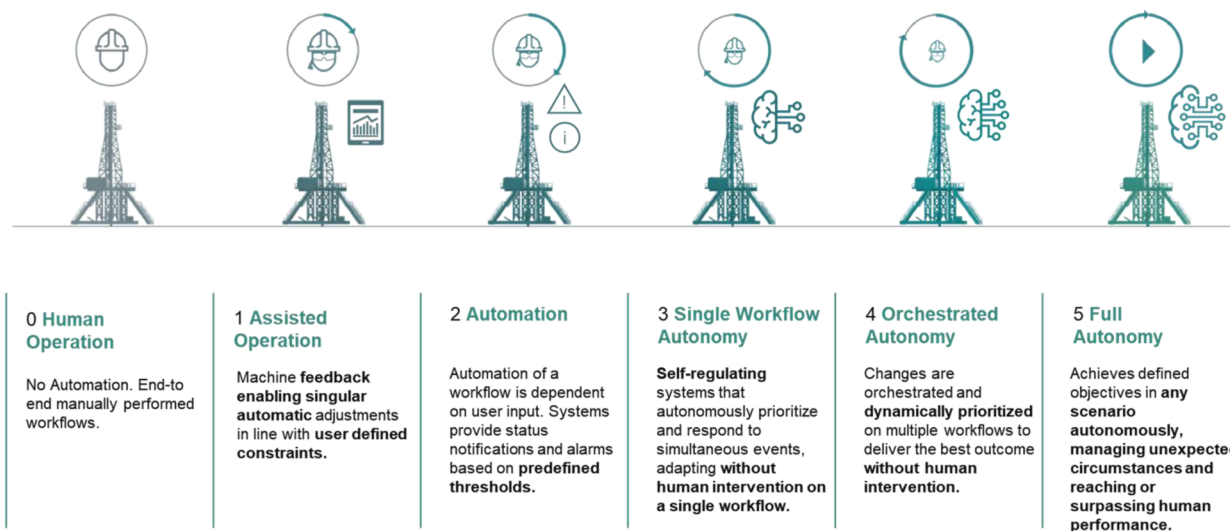 0 Human
Operation
No Automation. End-to
end manually performed
workflows.
1 Assisted
Operation
Machine feedback
enabling singular
automatic adjustments
in line with user defined
constraints.
2 Automation
Automation of a
workflow is dependent
on user input. Systems
provide status
notifications and alarms
based on predefined
thresholds.
3 Single Workflow
Autonomy
Self-regulating
systems that
autonomously prioritize
and respond to
simultaneous events,
adapting without
human intervention on
a single workflow.
4 Orchestrated
Autonomy
Changes are
orchestrated and
dynamically prioritized
on multiple workflows to
deliver the best outcome
without human
intervention.
5 Full
Autonomy
Achieves defined
objectives in any
scenario
autonomously,
managing unexpected
circumstances and
reaching or
surpassing human
performance.